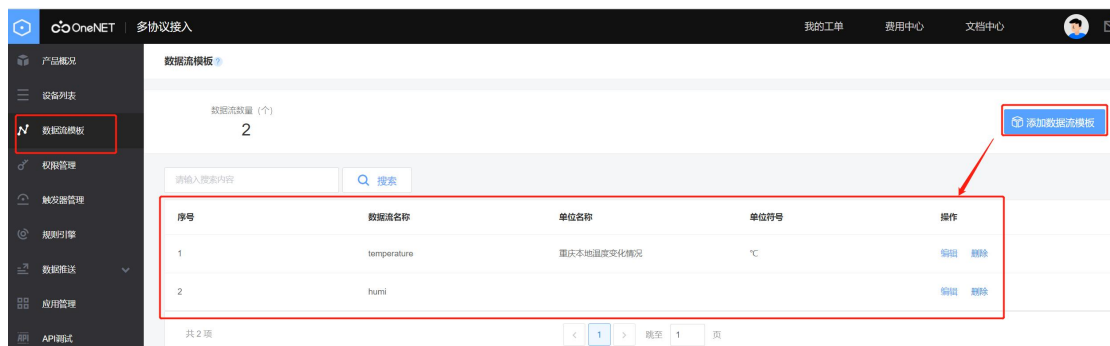 OneNET 多协议接入 我的工单 费用中心 文档中心
产品概况
数据流模板 ?
设备列表
数据流数量 (个)
2
添加数据流模板
数据流模板
权限管理
请输入搜索内容 搜索
触发器管理
序号 数据流名称 单位名称 单位符号 操作
规则引擎
1 temperature 重庆本地温度变化情况 ℃ 编辑 删除
数据推送
2 humi 编辑 删除
应用管理
共 2 项 < 1 > 跳至 1 页
API API调试